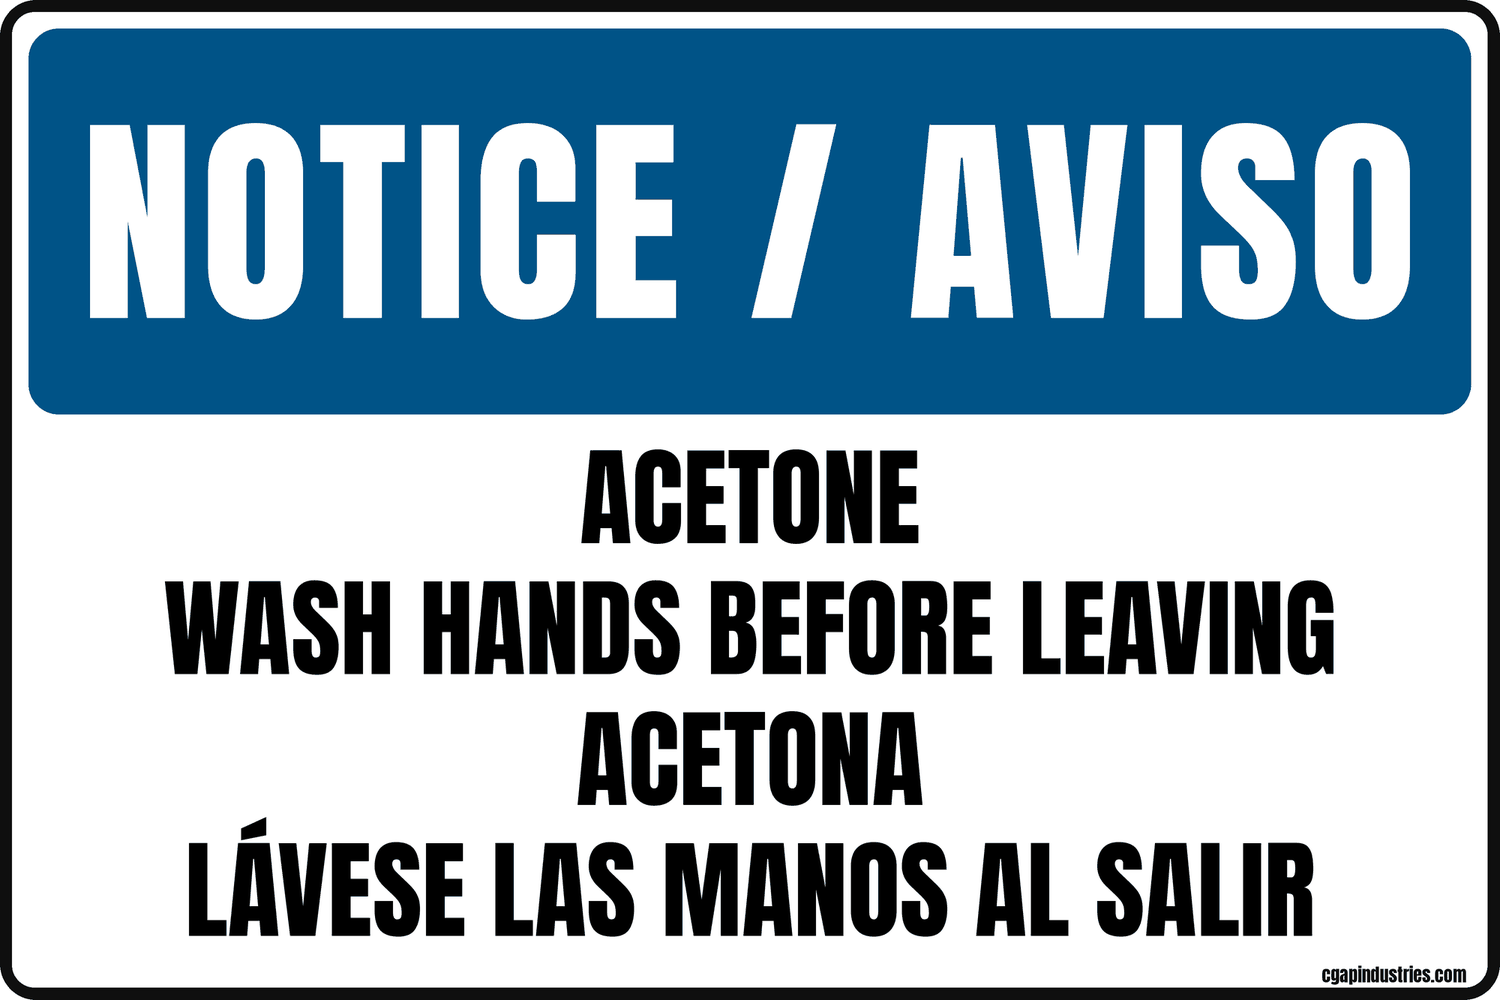 NOTICE / AVISO
ACETONE
WASH HANDS BEFORE LEAVING
ACETONA
LÁVESE LAS MANOS AL SALIR
cgapindustries.com